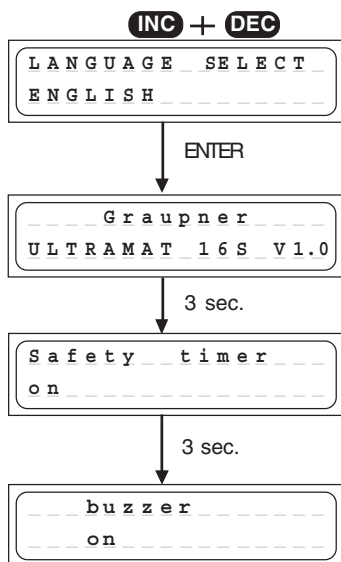 INC + DEC
LANGUAGE SELECT
ENGLISH
ENTER
Graupner
ULTRAMAT 16S V1.0
3 sec.
Safety timer
on
3 sec.
buzzer
on